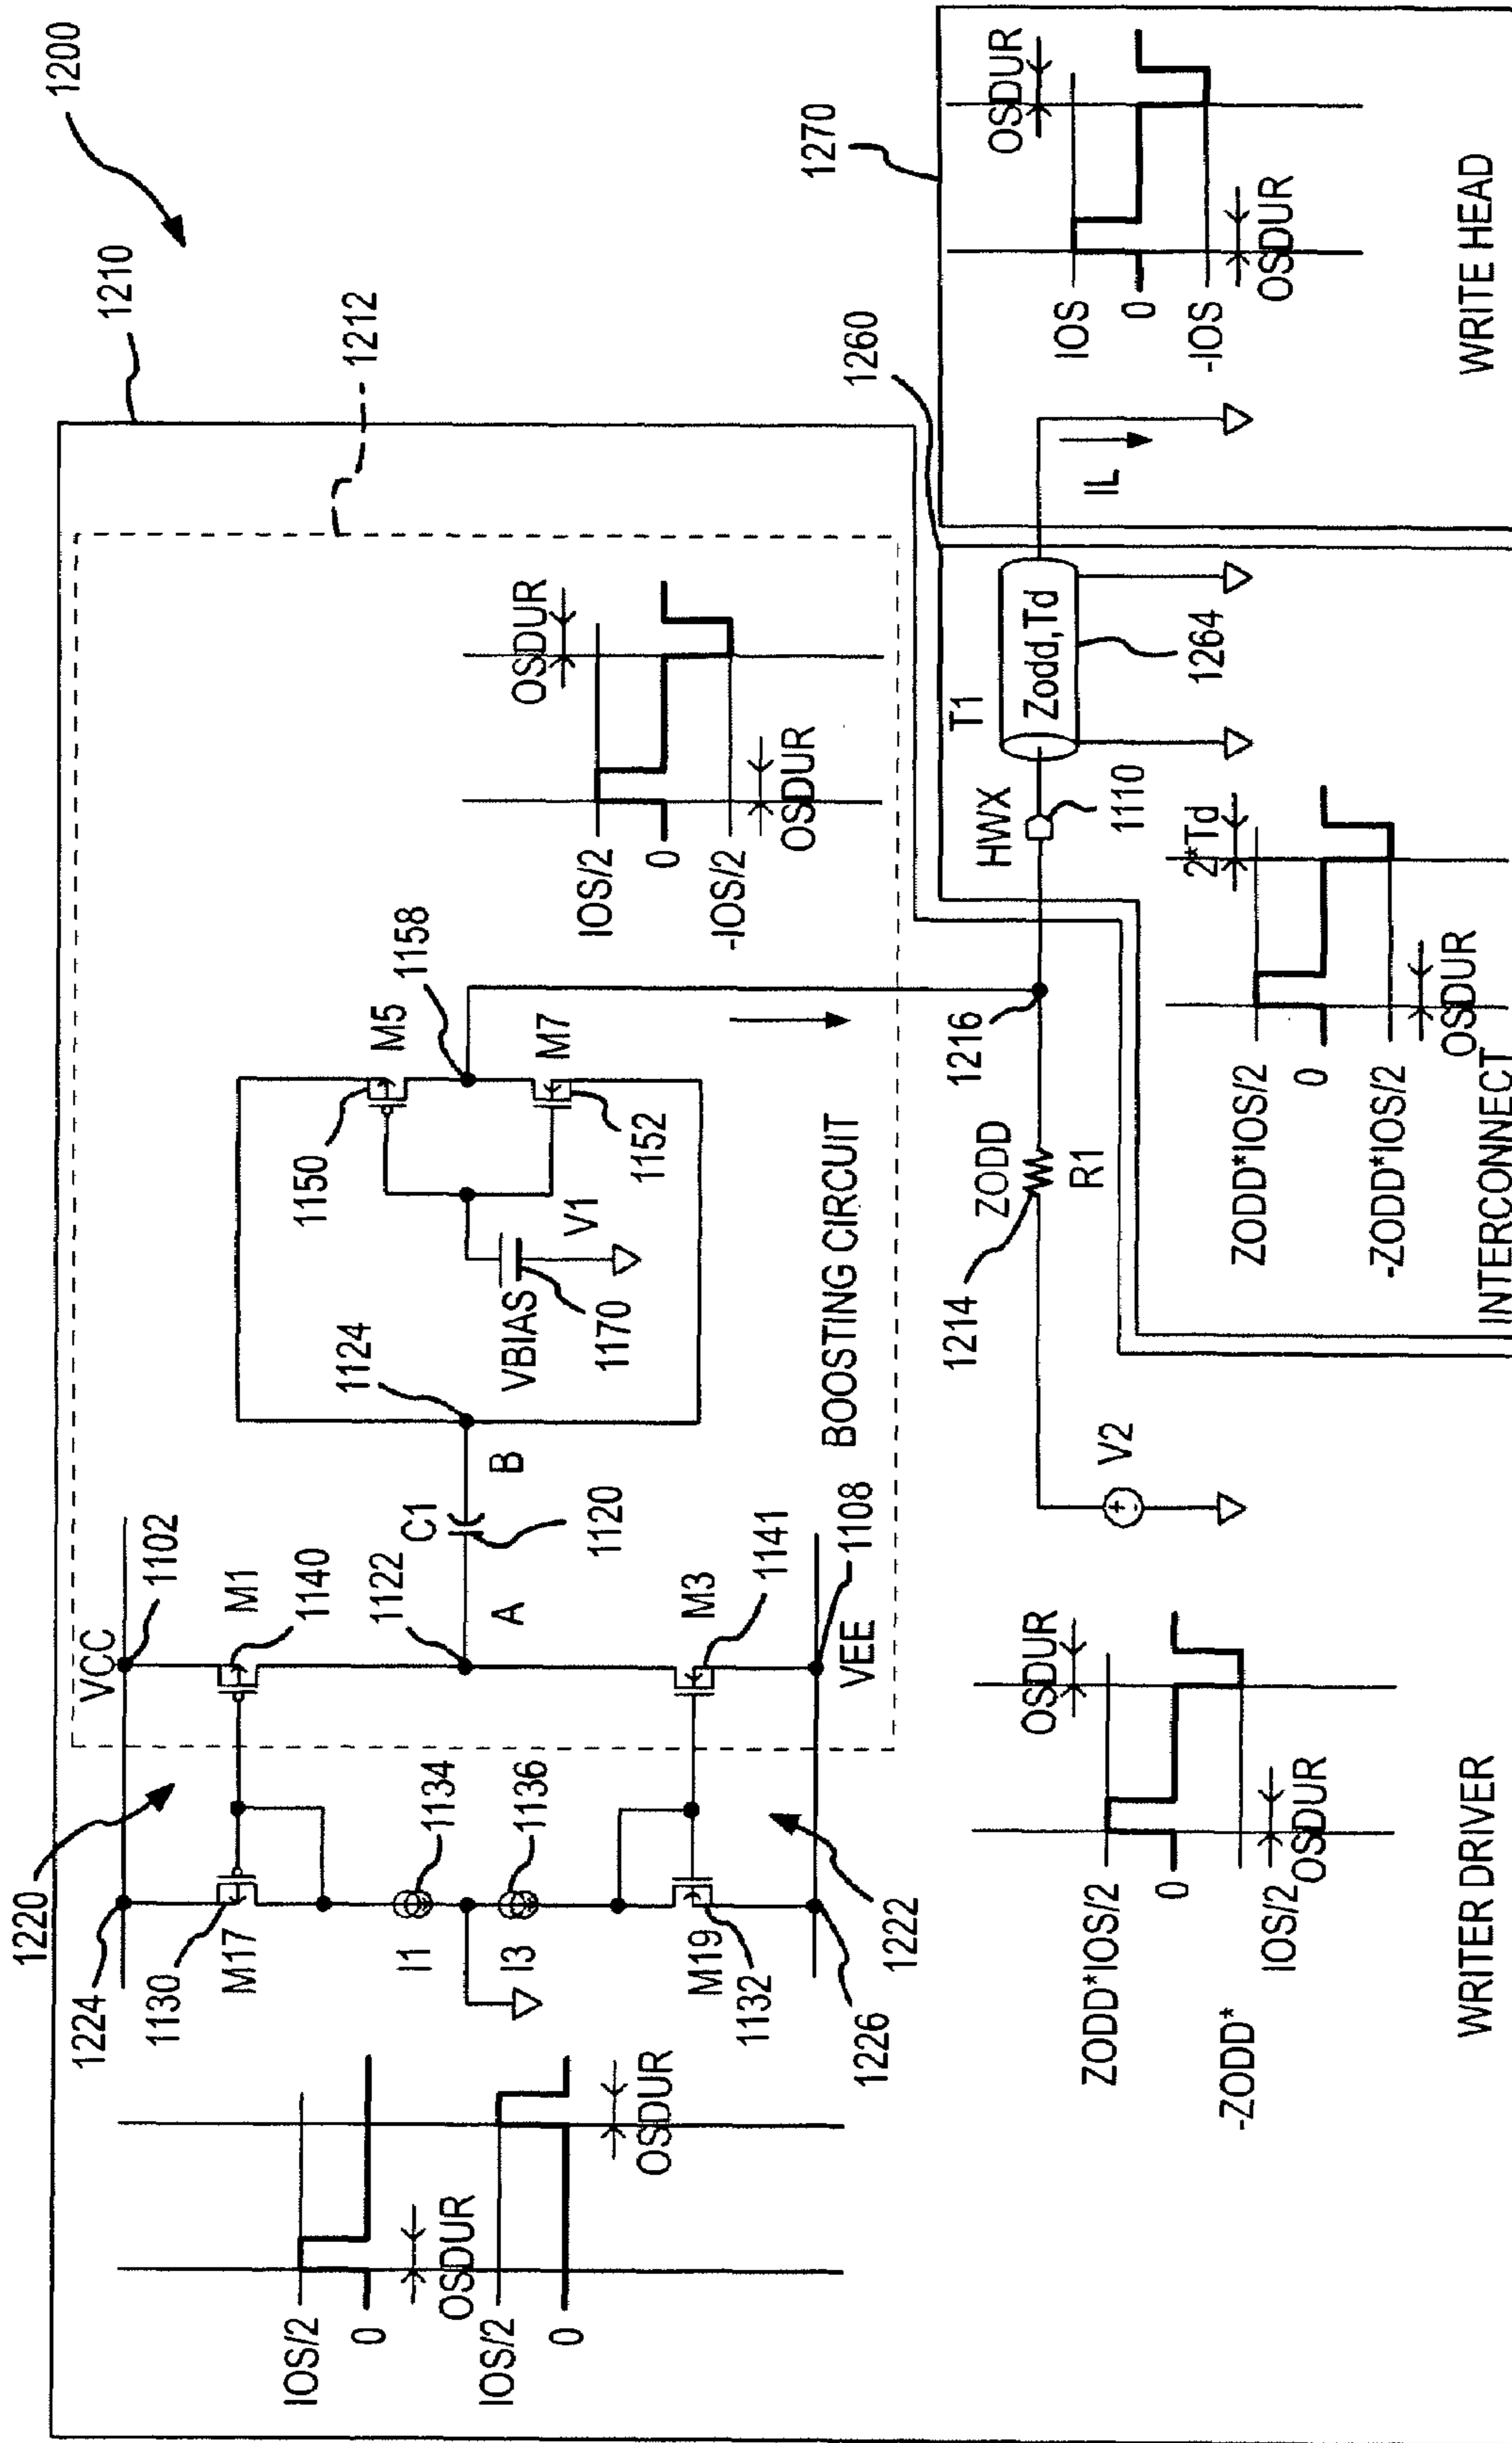 1200
1210
1212
1220
1224
VCC
1102
1130
M17
M1
1140
I1
1134
I3
1136
A
1122
C1
1120
B
1124
VBIAS
1170
V1
1150
M5
1158
M7
1152
M19
1132
M3
1141
1222
1226
VEE
1108
BOOSTING CIRCUIT
IOS/2
0
OSDUR
IOS/2
0
OSDUR
IOS/2
0
-IOS/2
OSDUR
OSDUR
V2
1214
ZODD
R1
1216
HWX
1110
T1
Zodd,Td
1264
1260
1270
IL
ZODD*IOS/2
0
-ZODD*
IOS/2
OSDUR
OSDUR
WRITER DRIVER
ZODD*IOS/2
0
-ZODD*IOS/2
OSDUR
2*Td
INTERCONNECT
IOS
0
-IOS
OSDUR
OSDUR
WRITE HEAD